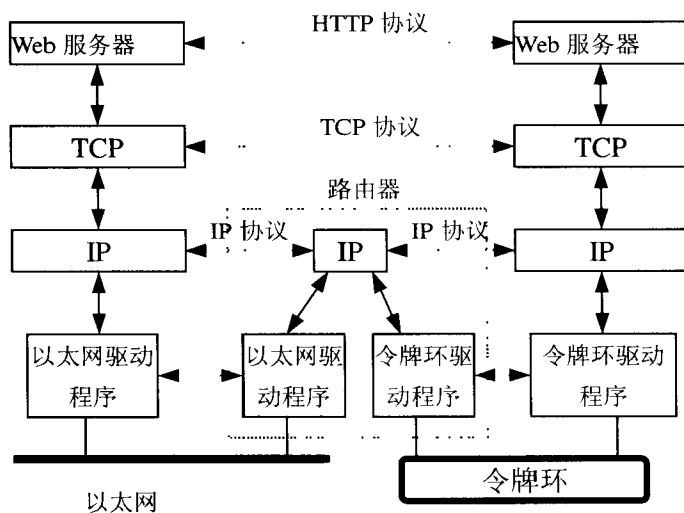 HTTP 协议
Web 服务器
Web 服务器
TCP 协议
TCP
TCP
路由器
IP 协议
IP 协议
IP
IP
IP
以太网驱动
程序
以太网驱
动程序
令牌环驱
动程序
令牌环驱动
程序
以太网
令牌环